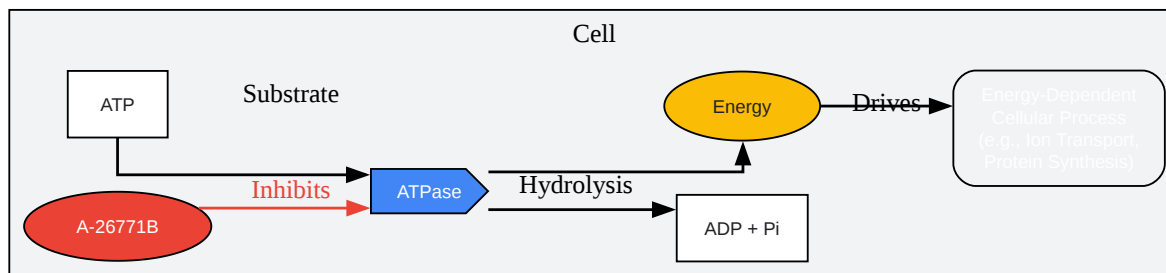 Cell
ATP
Substrate
Energy
Drives
Energy-Dependent
Cellular Process
(e.g., Ion Transport,
Protein Synthesis)
Inhibits
ATPase
Hydrolysis
A-26771B
ADP + Pi